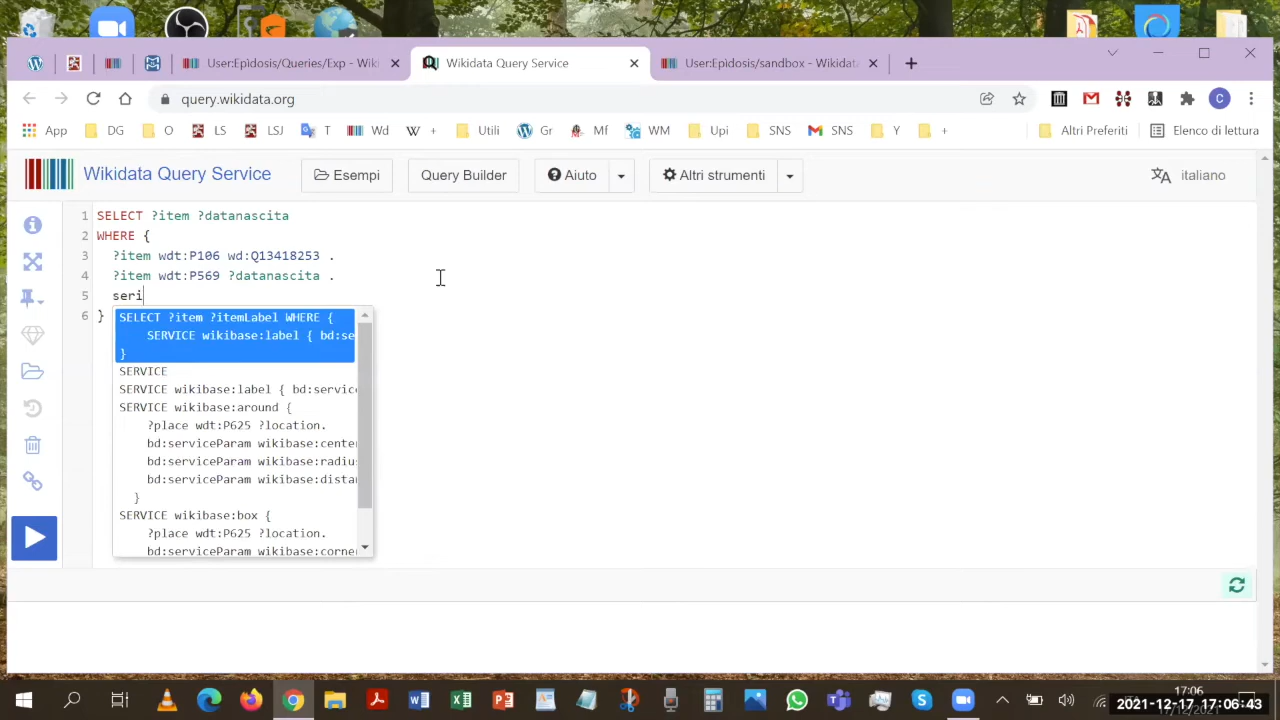 User:Epidosis/Queries/Exp - Wiki
Wikidata Query Service
User:Epidosis/sandbox - Wikidata
query.wikidata.org
App
DG
O
LS
LSJ
T
Wd
+
Utili
Gr
Mf
WM
Upi
SNS
SNS
Y
+
Altri Preferiti
Elenco di lettura
Wikidata Query Service
Esempi
Query Builder
Aiuto
Altri strumenti
italiano
1 SELECT ?item ?datanascita
2 WHERE {
3 ?item wdt:P106 wd:Q13418253 .
4 ?item wdt:P569 ?datanascita .
5 seri
6 }
SELECT ?item ?itemLabel WHERE {
SERVICE wikibase:label { bd:se
}
SERVICE
SERVICE wikibase:label { bd:servic
SERVICE wikibase:around {
?place wdt:P625 ?location.
bd:serviceParam wikibase:cente
bd:serviceParam wikibase:radiu
bd:serviceParam wikibase:dista
}
SERVICE wikibase:box {
?place wdt:P625 ?location.
bd:serviceParam wikibase:corne
17:06
2021-12-17 17:06:43